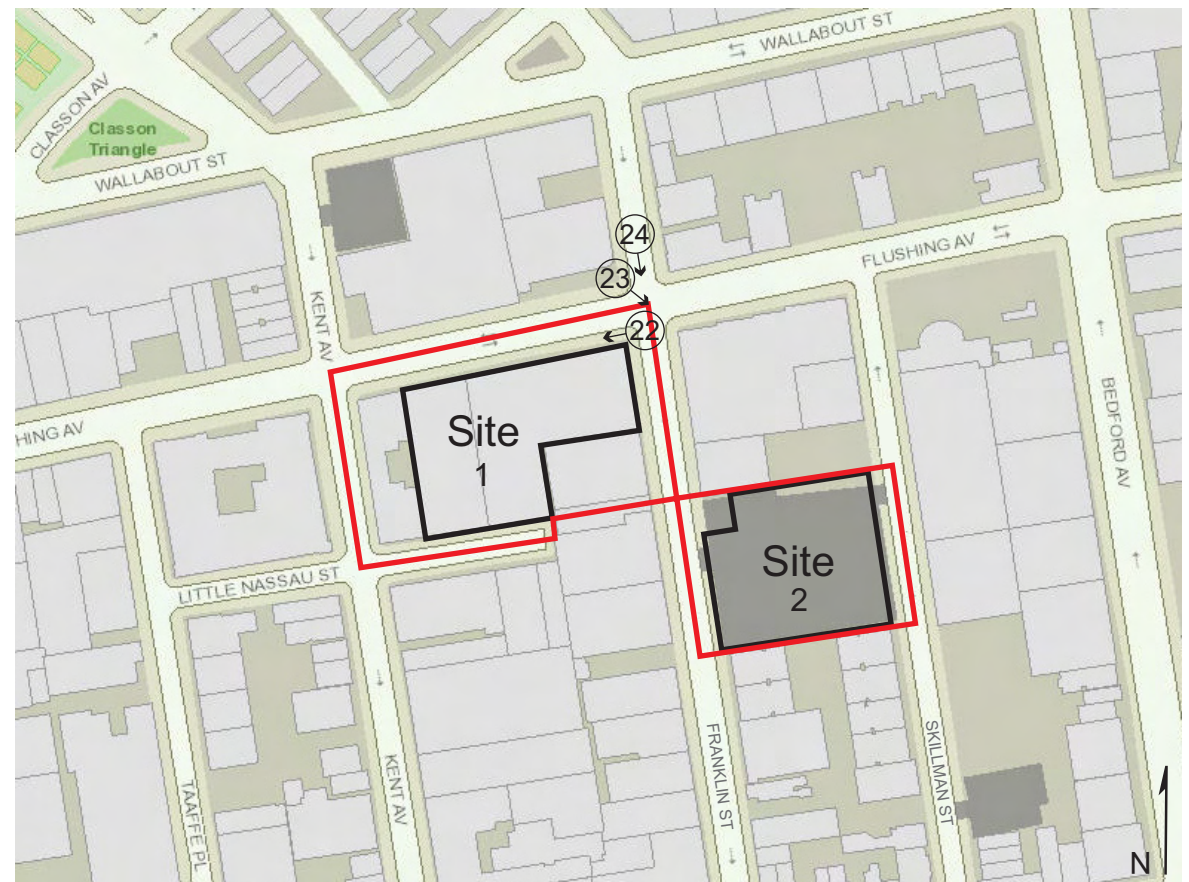 WALLABOUT ST
CLASSON AV
Classon
Triangle
WALLABOUT ST
24
FLUSHING AV
23
KENT AV
22
BEDFORD AV
Site
1
HING AV
Site
2
LITTLE NASSAU ST
FRANKLIN ST
SKILLMAN ST
KENT AV
TAAFFE PL
N